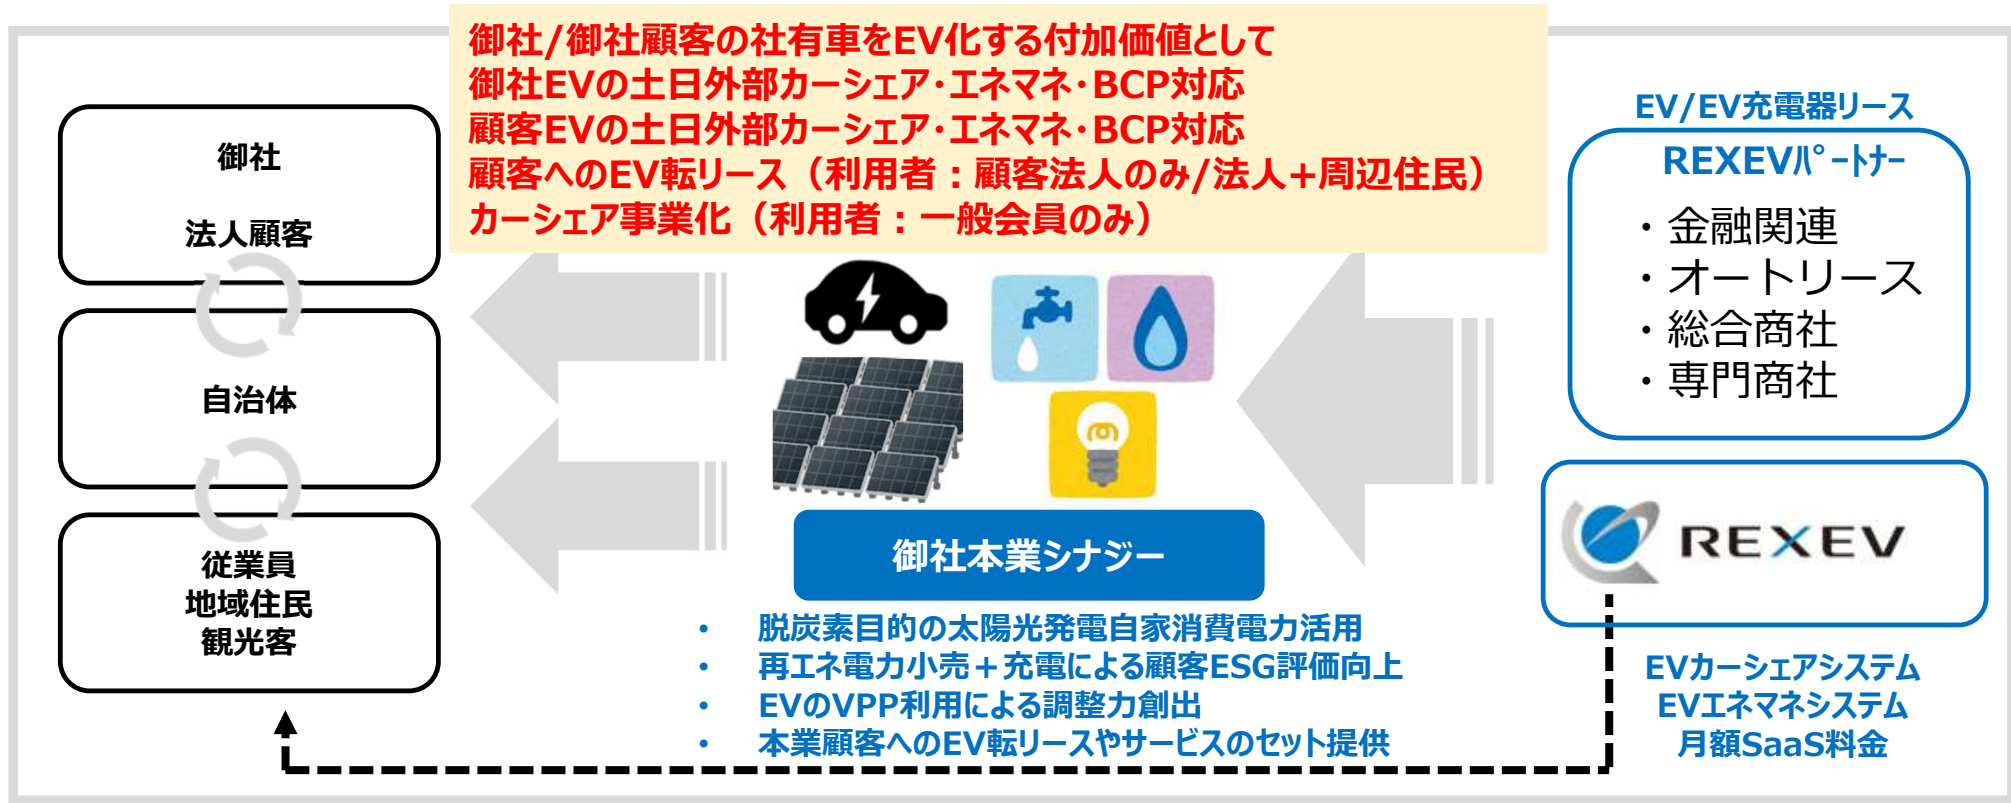 御社/御社顧客の社有車をEV化する付加価値として
御社EVの土日外部カーシェア・エネマネ・BCP対応
顧客EVの土日外部カーシェア・エネマネ・BCP対応
顧客へのEV転リース（利用者：顧客法人のみ/法人+周辺住民）
カーシェア事業化（利用者：一般会員のみ）
御社
法人顧客
自治体
従業員
地域住民
観光客
御社本業シナジー
• 脱炭素目的の太陽光発電自家消費電力活用
• 再エネ電力小売＋充電による顧客ESG評価向上
• EVのVPP利用による調整力創出
• 本業顧客へのEV転リースやサービスのセット提供
EV/EV充電器リース
REXEVﾊﾟｰﾄﾅｰ
・金融関連
・オートリース
・総合商社
・専門商社
REXEV
EVカーシェアシステム
EVエネマネシステム
月額SaaS料金